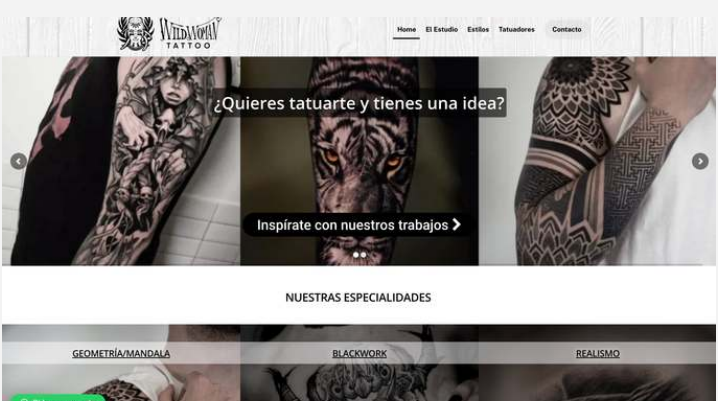 WILDWOMAN
TATTOO
Home El Estudio Estilos Tatuadores Contacto
¿Quieres tatuarte y tienes una idea?
Inspírate con nuestros trabajos
NUESTRAS ESPECIALIDADES
GEOMETRÍA/MANDALA BLACKWORK REALISMO